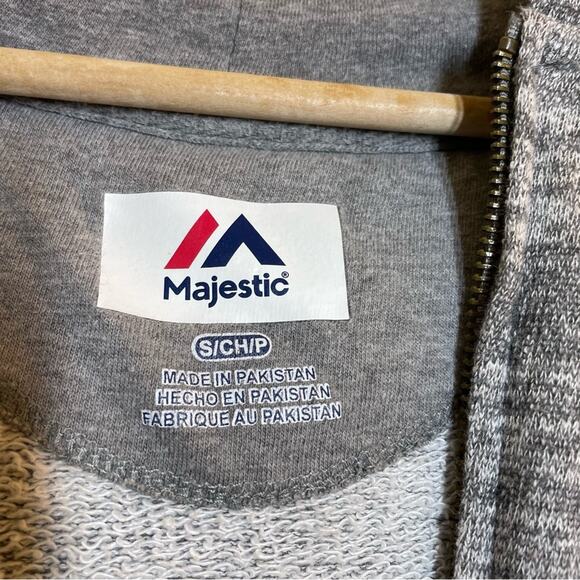 Majestic®
S/CH/P
MADE IN PAKISTAN
HECHO EN PAKISTAN
FABRIQUE AU PAKISTAN